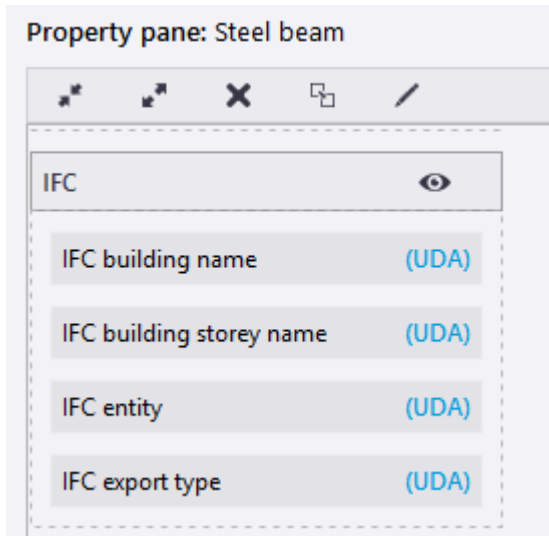 Property pane: Steel beam
IFC
IFC building name (UDA)
IFC building storey name (UDA)
IFC entity (UDA)
IFC export type (UDA)